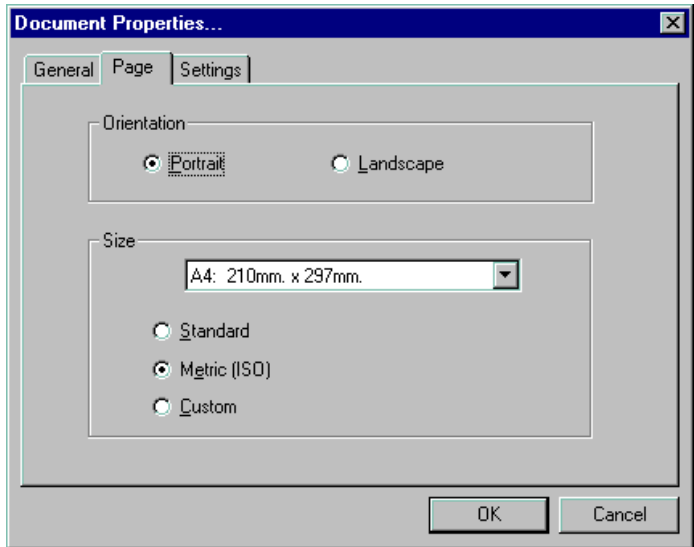 Document Properties...
General Page Settings
Orientation
Portrait Landscape
Size
A4: 210mm. x 297mm.
Standard
Metric (ISO)
Custom
OK Cancel